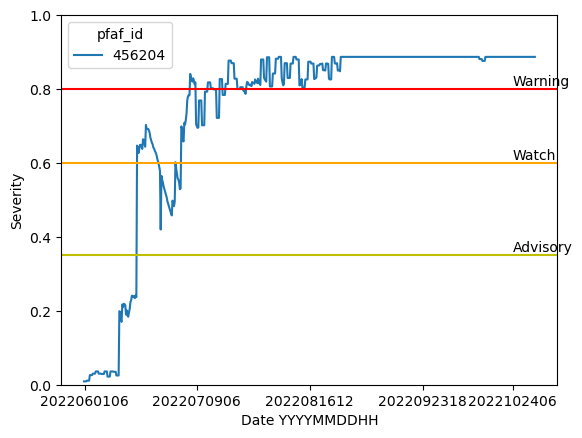 pfaf_id
456204
1.0
0.8
0.6
0.4
0.2
0.0
Severity
Warning
Watch
Advisory
2022060106
2022070906
2022081612
2022092318
2022102406
Date YYYYMMDDHH